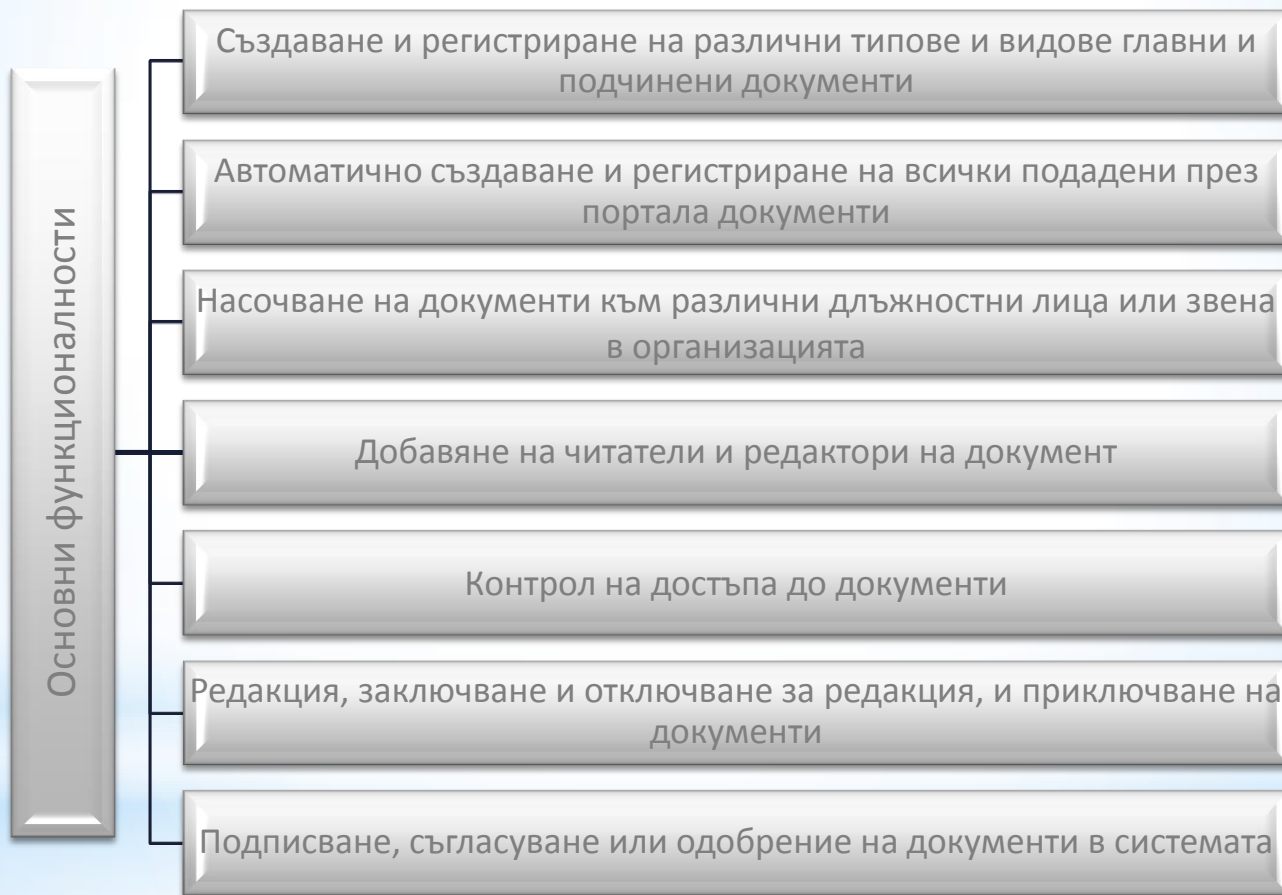 Основни функционалности
Създаване и регистриране на различни типове и видове главни и
подчинени документи
Автоматично създаване и регистриране на всички подадени през
портала документи
Насочване на документи към различни длъжностни лица или звена
в организацията
Добавяне на читатели и редактори на документ
Контрол на достъпа до документи
Редакция, заключване и отключване за редакция, и приключване на
документи
Подписване, съгласуване или одобрение на документи в системата